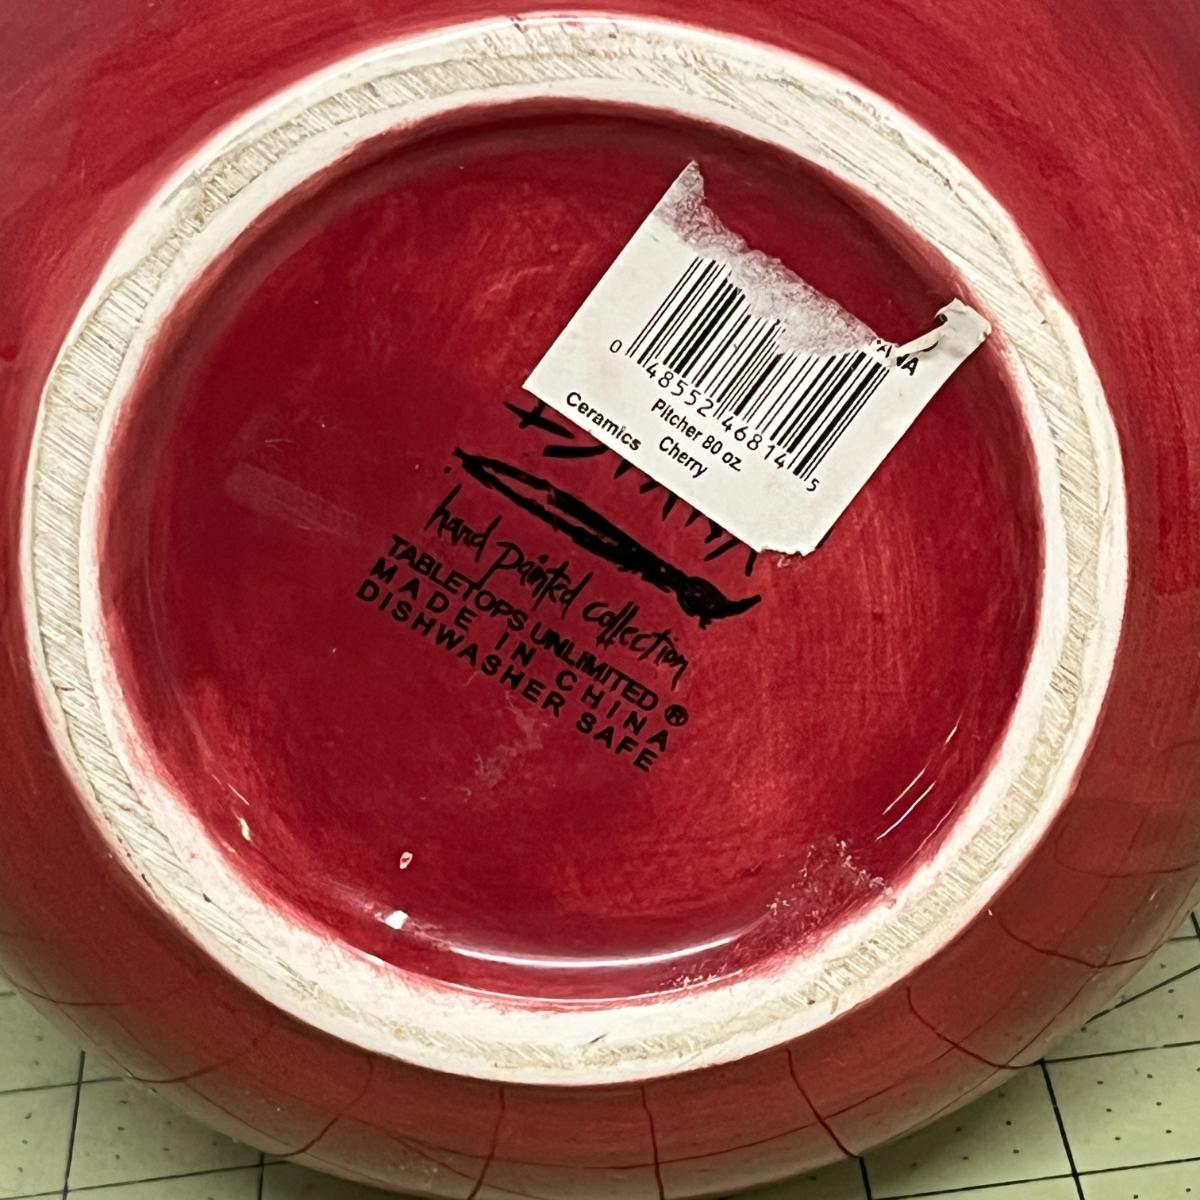 0 48552 46814 5
Pitcher 80 oz.
Ceramics Cherry
hand painted collection
TABLETOPS UNLIMITED®
MADE IN CHINA
DISHWASHER SAFE